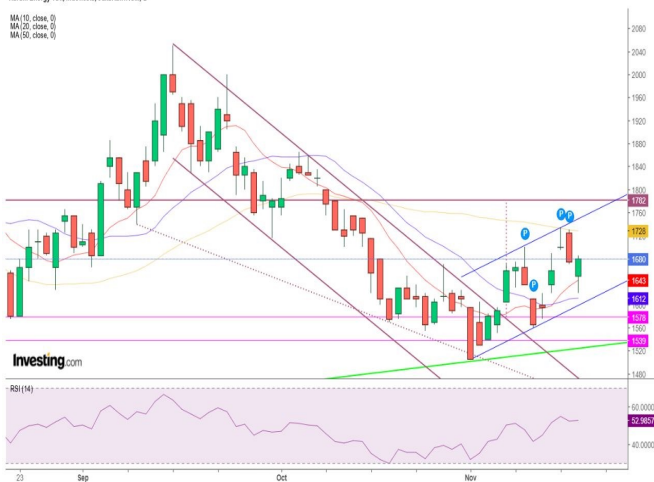 MA (10, close, 0)
MA (20, close, 0)
MA (50, close, 0)
2080
2040
2000
1960
1920
1880
1840
1800
1782
1760
1728
1680
1643
1612
1600
1578
1560
1539
1520
1480
P
P
P
P
Investing.com
RSI (14)
60.0000
52.9857
40.0000
23
Sep
Oct
Nov